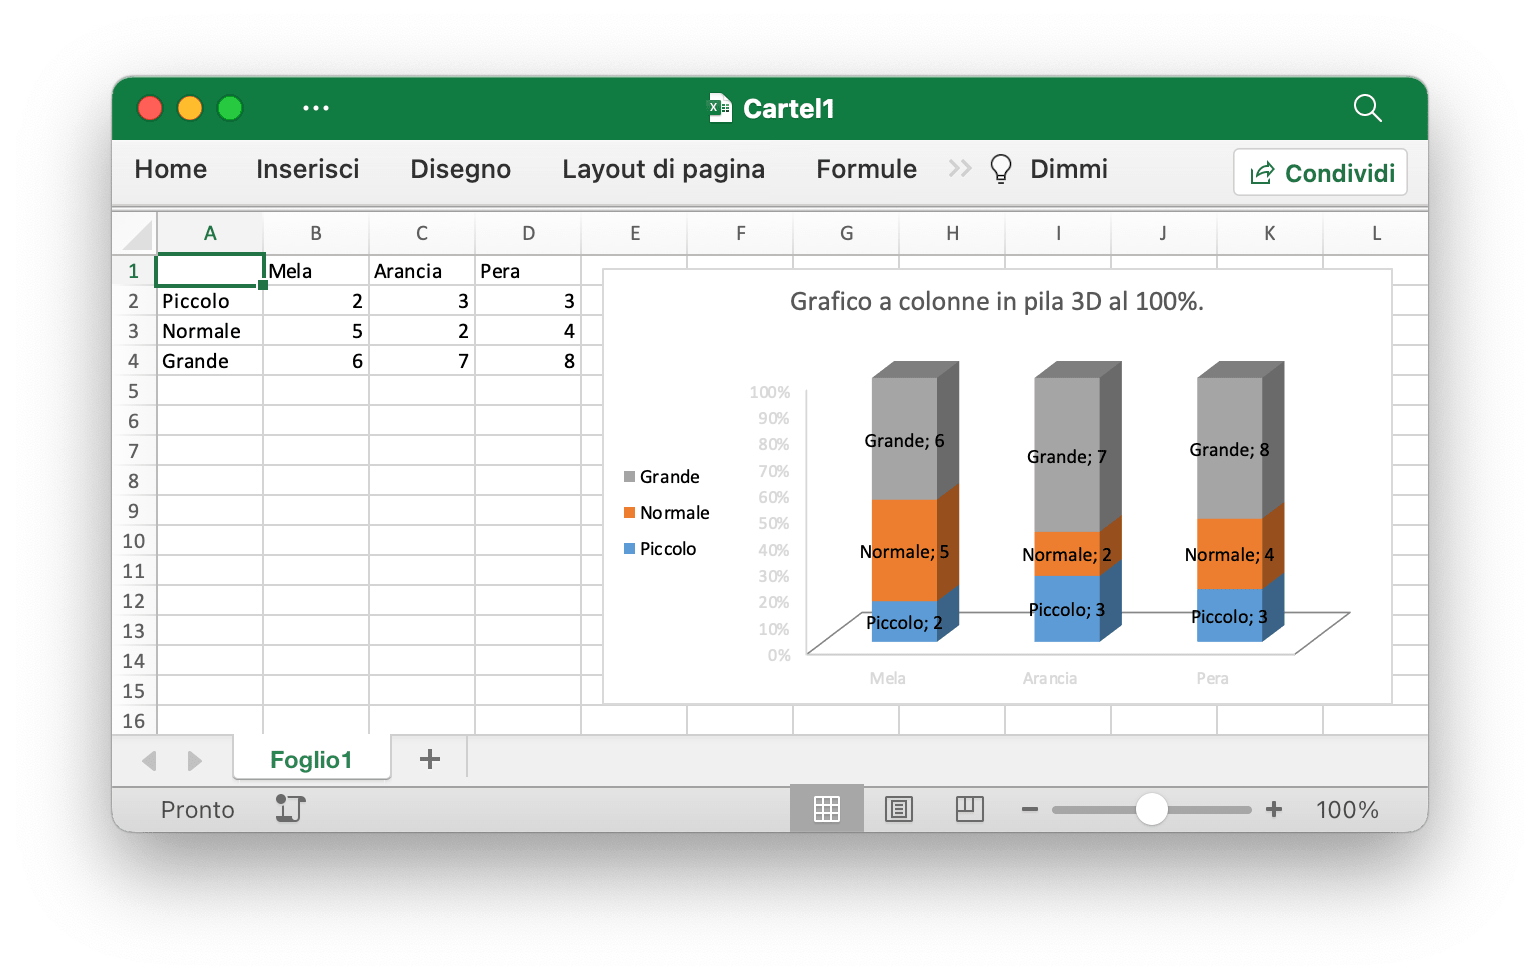 Cartel1
Home Inserisci Disegno Layout di pagina Formule Dimmi Condividi
A B C D E F G H I J K L
1 Mela Arancia Pera
2 Piccolo 2 3 3
3 Normale 5 2 4
4 Grande 6 7 8
5
6
7
8
9
10
11
12
13
14
15
16
Grafico a colonne in pila 3D al 100%.
Grande
Normale
Piccolo
100%
90%
80%
70%
60%
50%
40%
30%
20%
10%
0%
Grande; 6 Grande; 7 Grande; 8
Normale; 5 Normale; 2 Normale; 4
Piccolo; 2 Piccolo; 3 Piccolo; 3
Mela Arancia Pera
Foglio1
Pronto 100%